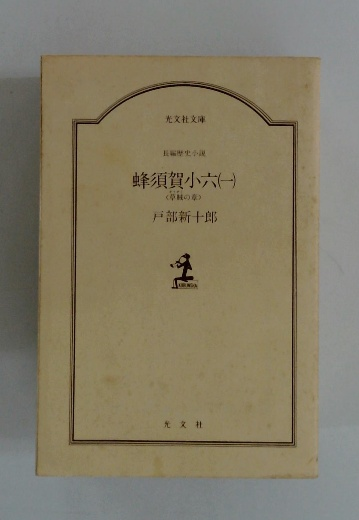 光文社文庫
長編歴史小説
蜂須賀小六㈠
〈草賊の章〉
戸部新十郎
光文社